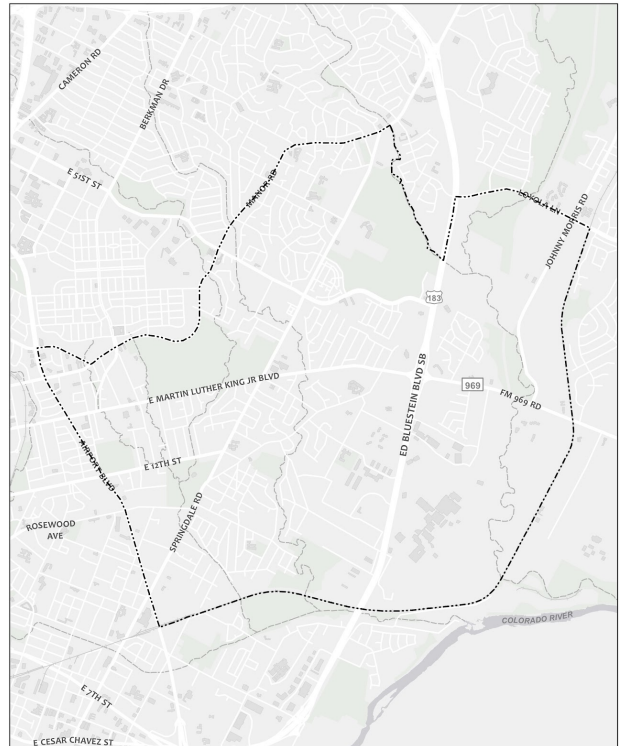 CAMERON RD
BERKMAN DR
E 51ST ST
MANOR RD
LOYOLA LN
JOHNNY MORRIS RD
183
ED BLUESTEIN BLVD SB
969
E MARTIN LUTHER KING JR BLVD
FM 969 RD
AIRPORT BLVD
E 12TH ST
SPRINGDALE RD
ROSEWOOD
AVE
COLORADO RIVER
E 7TH ST
E CESAR CHAVEZ ST